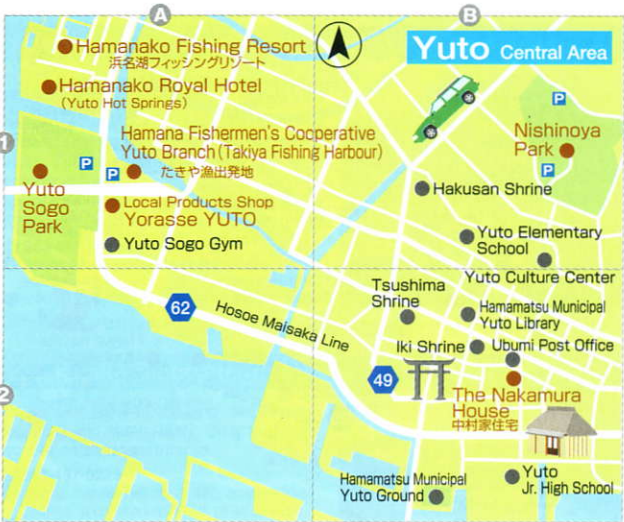 A
B
Yuto Central Area
Hamanako Fishing Resort
浜名湖フィッシングリゾート
Hamanako Royal Hotel
(Yuto Hot Springs)
P
Hamana Fishermen's Cooperative
Yuto Branch (Takiya Fishing Harbour)
たきや漁出発地
Nishinoya
Park
P
1
P
P
Yuto
Sogo
Park
Local Products Shop
Yorasse YUTO
Yuto Sogo Gym
Hakusan Shrine
Yuto Elementary
School
Yuto Culture Center
62
Hosoe Maisaka Line
Tsushima
Shrine
Hamamatsu Municipal
Yuto Library
Iki Shrine
Ubumi Post Office
49
2
The Nakamura
House
中村家住宅
Hamamatsu Municipal
Yuto Ground
Yuto
Jr. High School